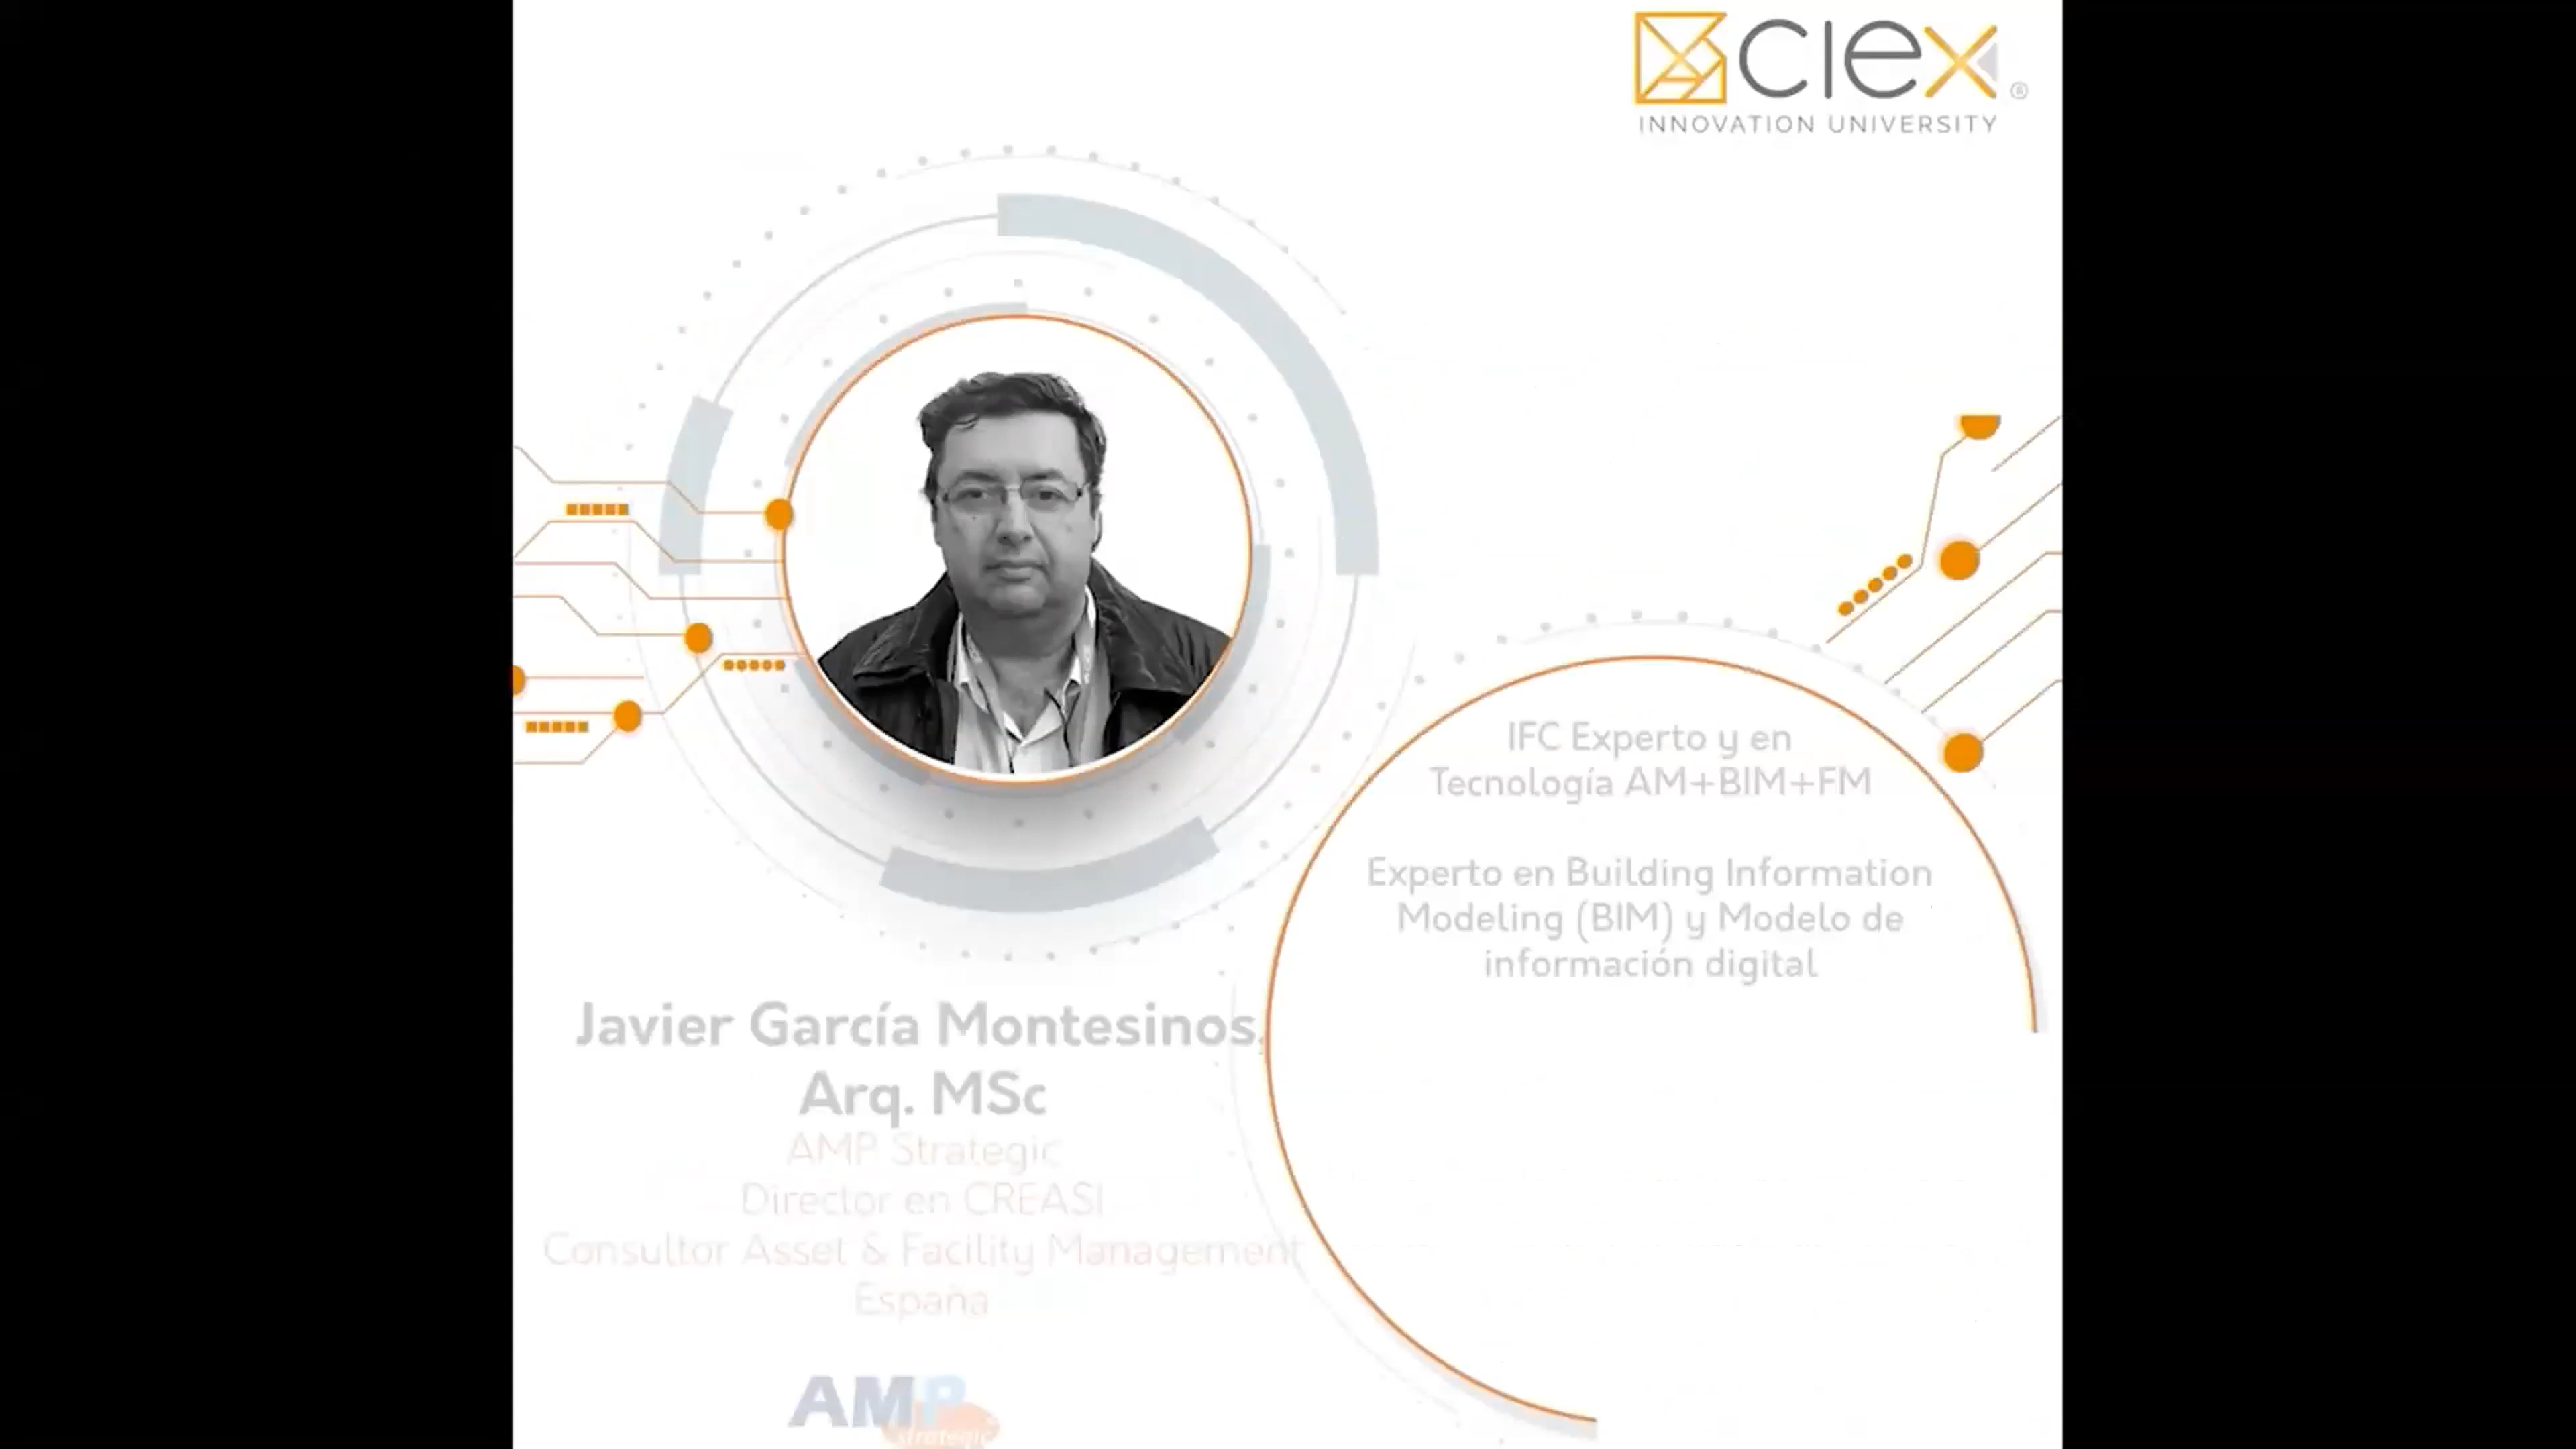 ciex
®
INNOVATION UNIVERSITY
IFC Experto y en
Tecnología AM+BIM+FM
Experto en Building Information
Modeling (BIM) y Modelo de
información digital
Javier García Montesinos,
Arq. MSc
AMP Strategic
Director en CREASI
Consultor Asset & Facility Management
España
AMP
strategic